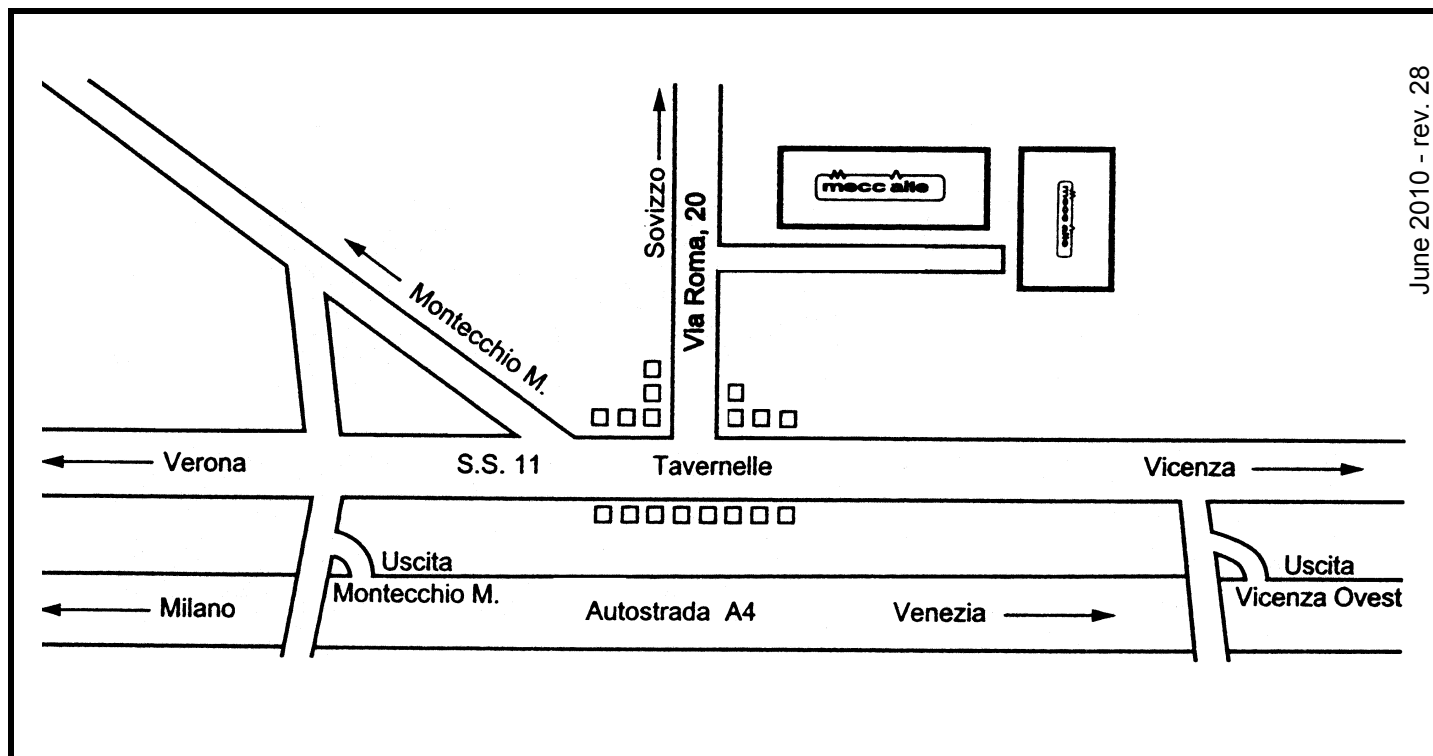 June 2010 - rev. 28
Sovizzo
Via Roma, 20
mecc alte
mecc alte
Montecchio M.
Verona
S.S. 11
Tavernelle
Vicenza
Uscita
Montecchio M.
Uscita
Vicenza Ovest
Milano
Autostrada A4
Venezia